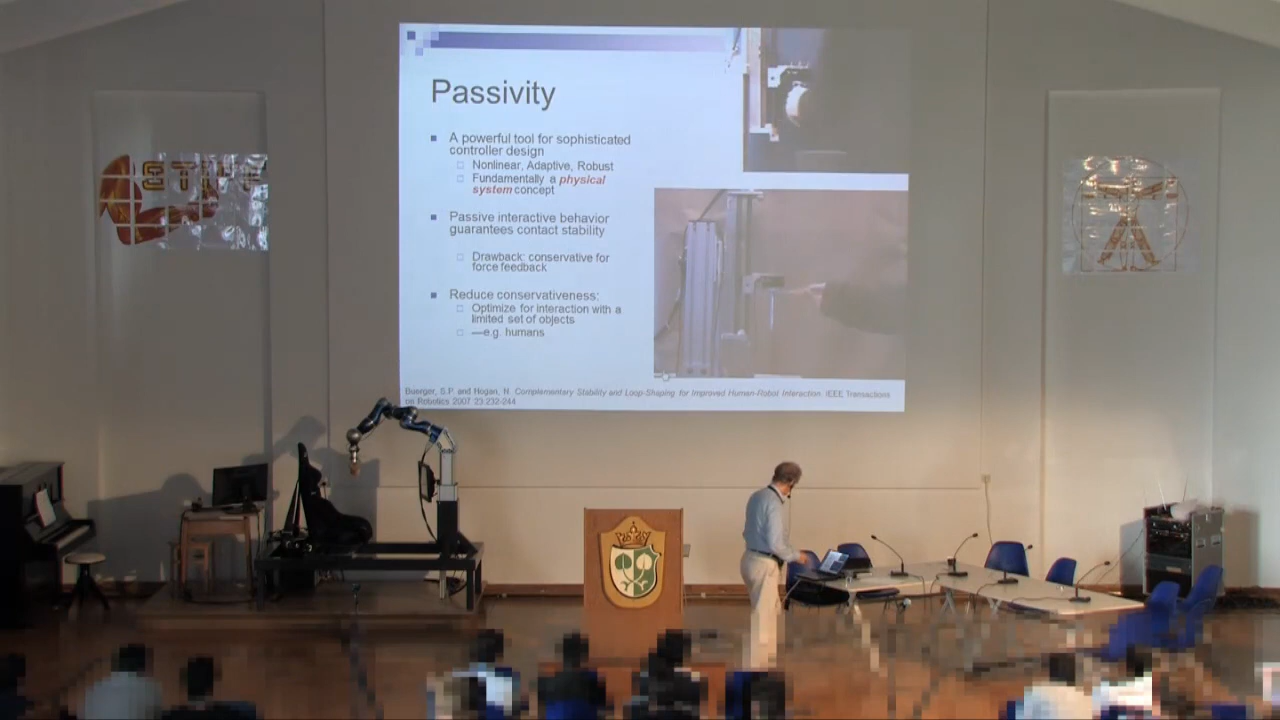 Passivity
A powerful tool for sophisticated
controller design
Nonlinear, Adaptive, Robust
Fundamentally a physical
system concept
Passive interactive behavior
guarantees contact stability
Drawback: conservative for
force feedback
Reduce conservativeness:
Optimize for interaction with a
limited set of objects
—e.g. humans
Buerger, S.P. and Hogan, N. Complementary Stability and Loop-Shaping for Improved Human-Robot Interaction. IEEE Transactions
on Robotics 2007 23:232-244